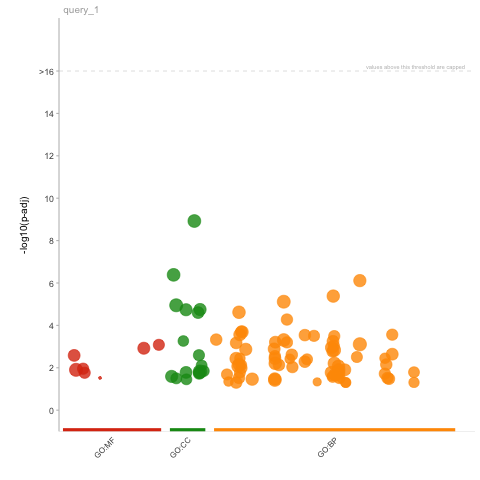 query_1
values above this threshold are capped
>16
14
12
10
8
6
4
2
0
-log10(p-adj)
GO:MF
GO:CC
GO:BP